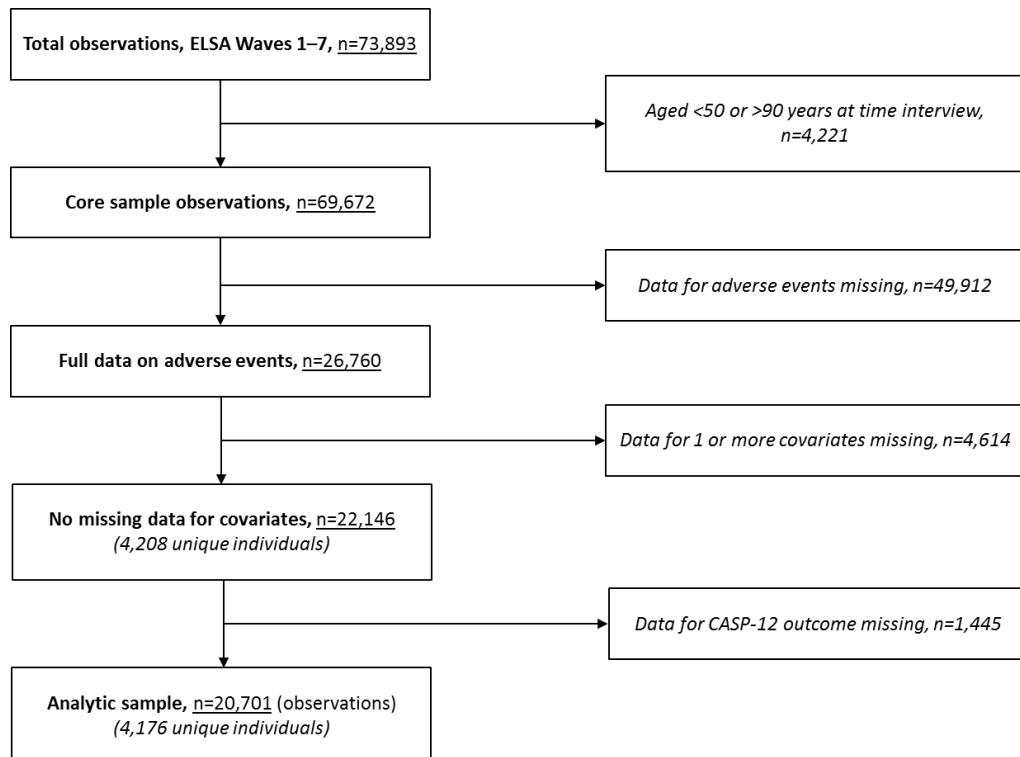 Total observations, ELSA Waves 1–7, n=73,893
Aged <50 or >90 years at time interview,
n=4,221
Core sample observations, n=69,672
Data for adverse events missing, n=49,912
Full data on adverse events, n=26,760
Data for 1 or more covariates missing, n=4,614
No missing data for covariates, n=22,146
(4,208 unique individuals)
Data for CASP-12 outcome missing, n=1,445
Analytic sample, n=20,701 (observations)
(4,176 unique individuals)